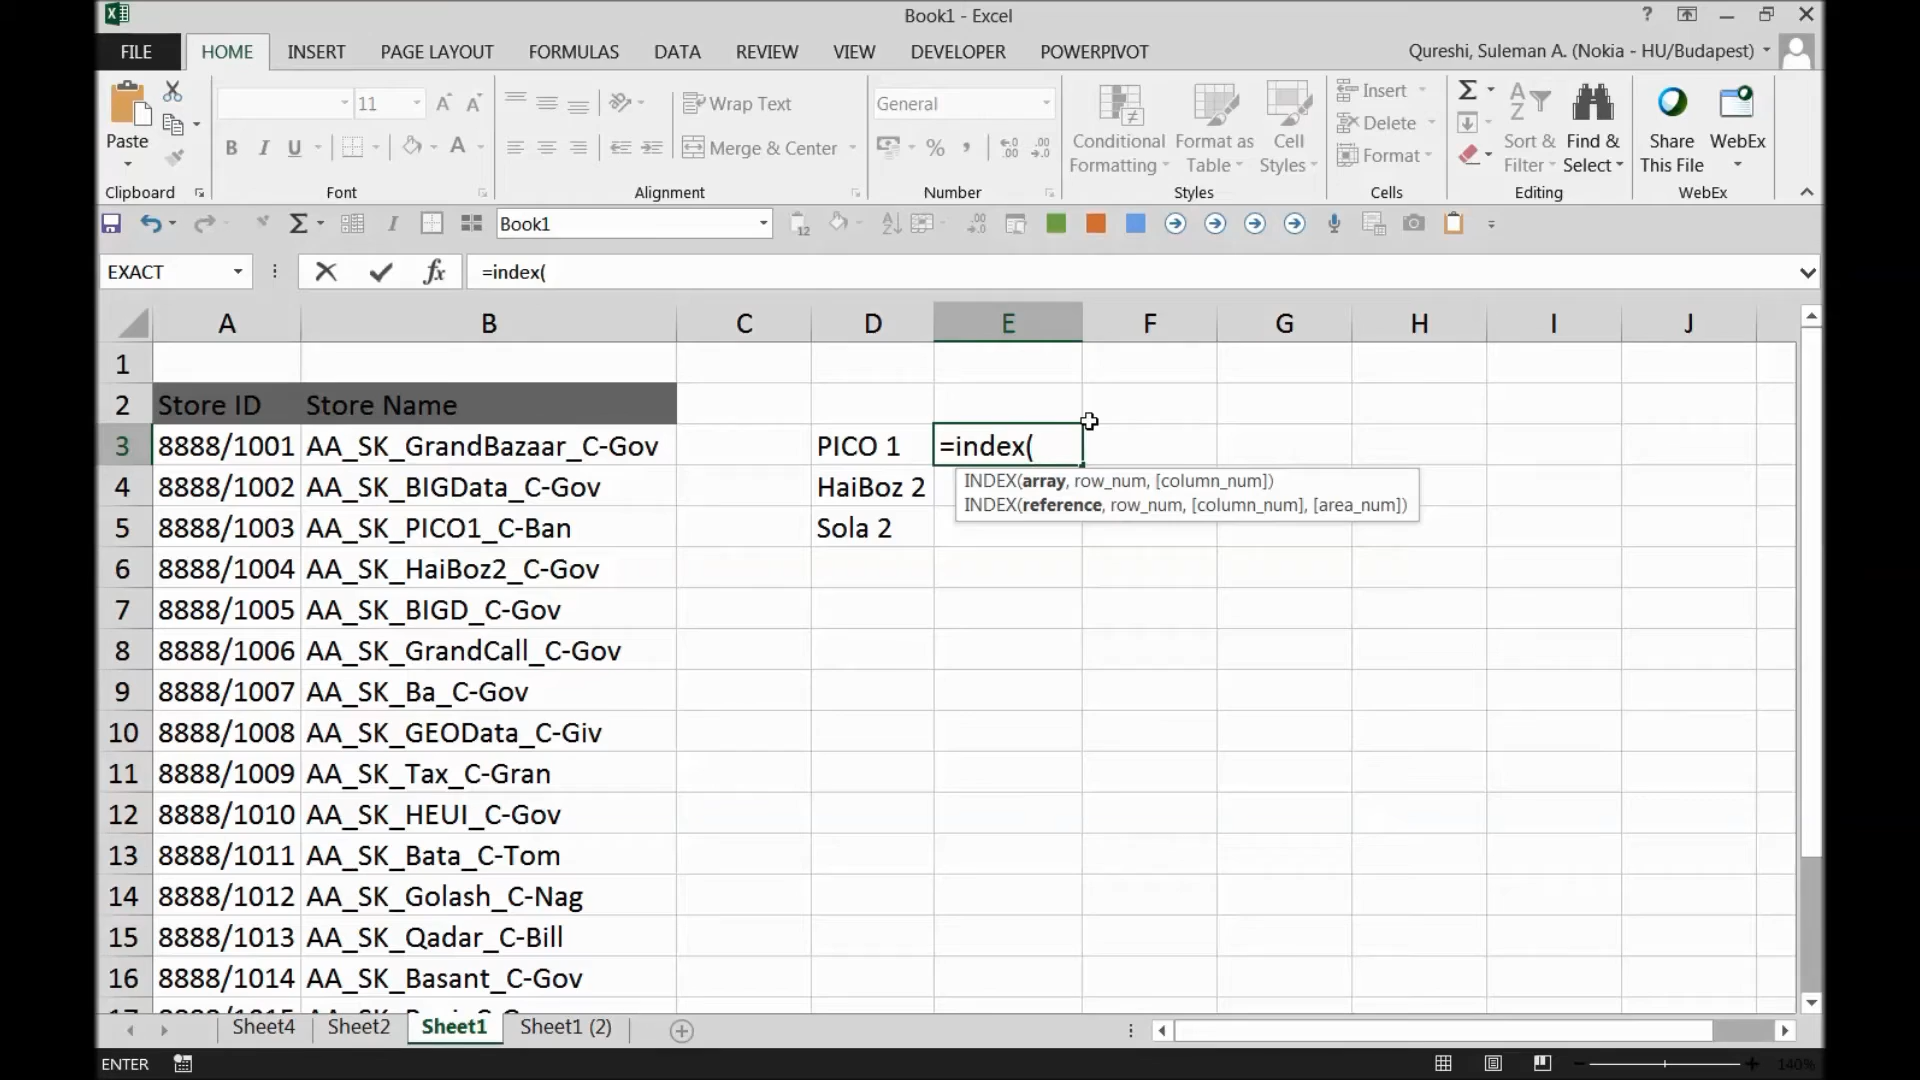 Book1 - Excel
?
FILE HOME INSERT PAGE LAYOUT FORMULAS DATA REVIEW VIEW DEVELOPER POWERPIVOT Qureshi, Suleman A. (Nokia - HU/Budapest)
Paste
Clipboard
11
B I U
Font
Wrap Text
Merge & Center
Alignment
General
%
Number
Conditional Formatting
Format as Table
Cell Styles
Styles
Insert
Delete
Format
Cells
Sort & Filter
Find & Select
Editing
Share This File
WebEx
WebEx
Book1
EXACT =index(
A B C D E F G H I J
1
2 Store ID Store Name
3 8888/1001 AA_SK_GrandBazaar_C-Gov PICO 1 =index(
INDEX(array, row_num, [column_num])
INDEX(reference, row_num, [column_num], [area_num])
4 8888/1002 AA_SK_BIGData_C-Gov HaiBoz 2
5 8888/1003 AA_SK_PICO1_C-Ban Sola 2
6 8888/1004 AA_SK_HaiBoz2_C-Gov
7 8888/1005 AA_SK_BIGD_C-Gov
8 8888/1006 AA_SK_GrandCall_C-Gov
9 8888/1007 AA_SK_Ba_C-Gov
10 8888/1008 AA_SK_GEOData_C-Giv
11 8888/1009 AA_SK_Tax_C-Gran
12 8888/1010 AA_SK_HEUI_C-Gov
13 8888/1011 AA_SK_Bata_C-Tom
14 8888/1012 AA_SK_Golash_C-Nag
15 8888/1013 AA_SK_Qadar_C-Bill
16 8888/1014 AA_SK_Basant_C-Gov
Sheet4 Sheet2 Sheet1 Sheet1 (2)
ENTER 140%